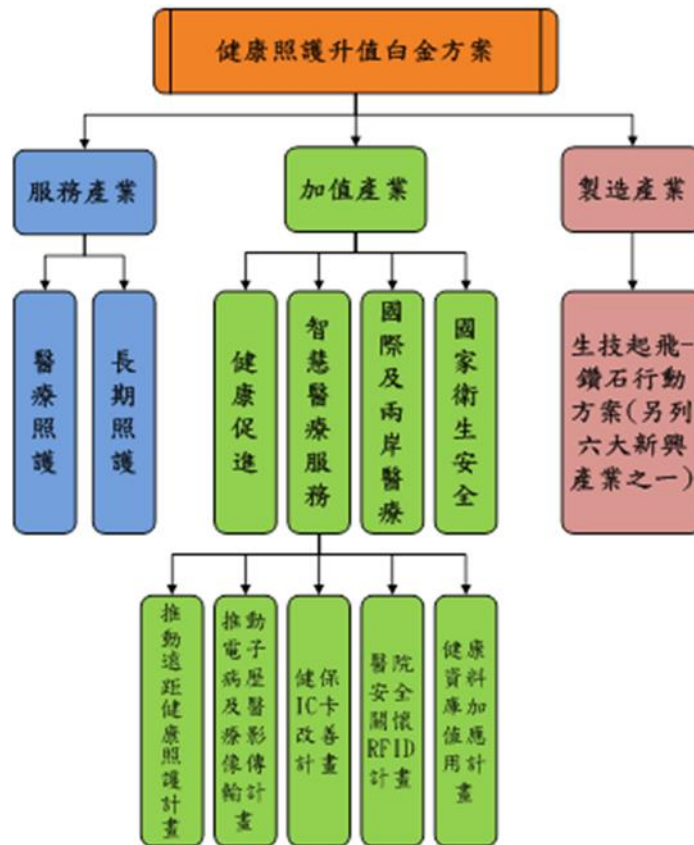 健康照護升值白金方案
服務產業
加值產業
製造產業
醫療照護
長期照護
健康促進
智慧醫療服務
國際及兩岸醫療
國家衛生安全
生技起飛-
鑽石行動
方案(另列
六大新興
產業之一)
推動遠距健康照護計畫
推動
電子
病歷
及醫
療影
像傳
輸計
畫
健保
IC卡
改善
計畫
醫院
安全
關懷
RFID
計畫
健康
資料
庫加
值應
用計
畫